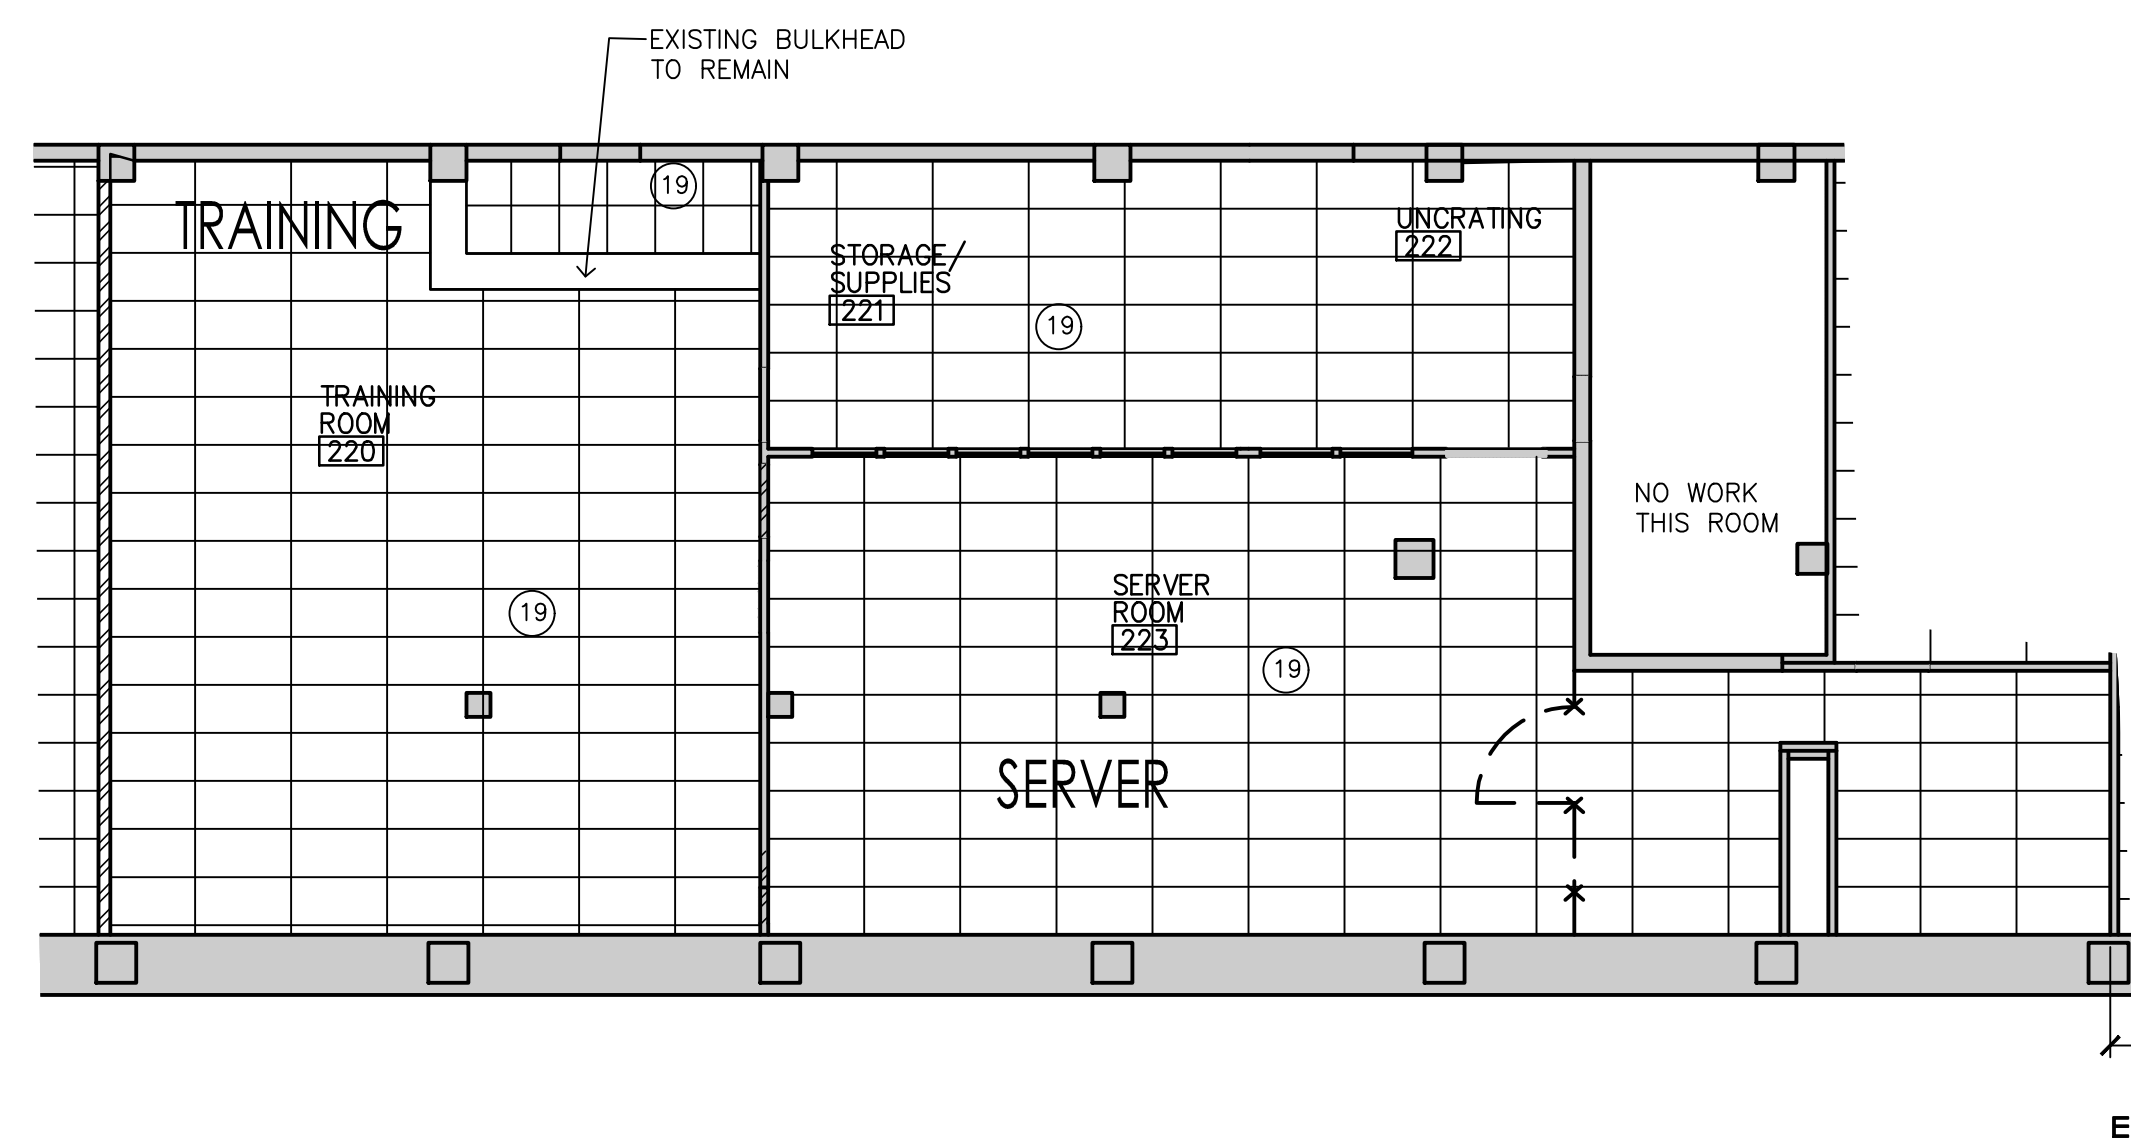 EXISTING BULKHEAD
TO REMAIN
19
TRAINING
UNCRATING
222
STORAGE/
SUPPLIES
221
19
TRAINING
ROOM
220
NO WORK
THIS ROOM
SERVER
ROOM
223
19
19
SERVER
E